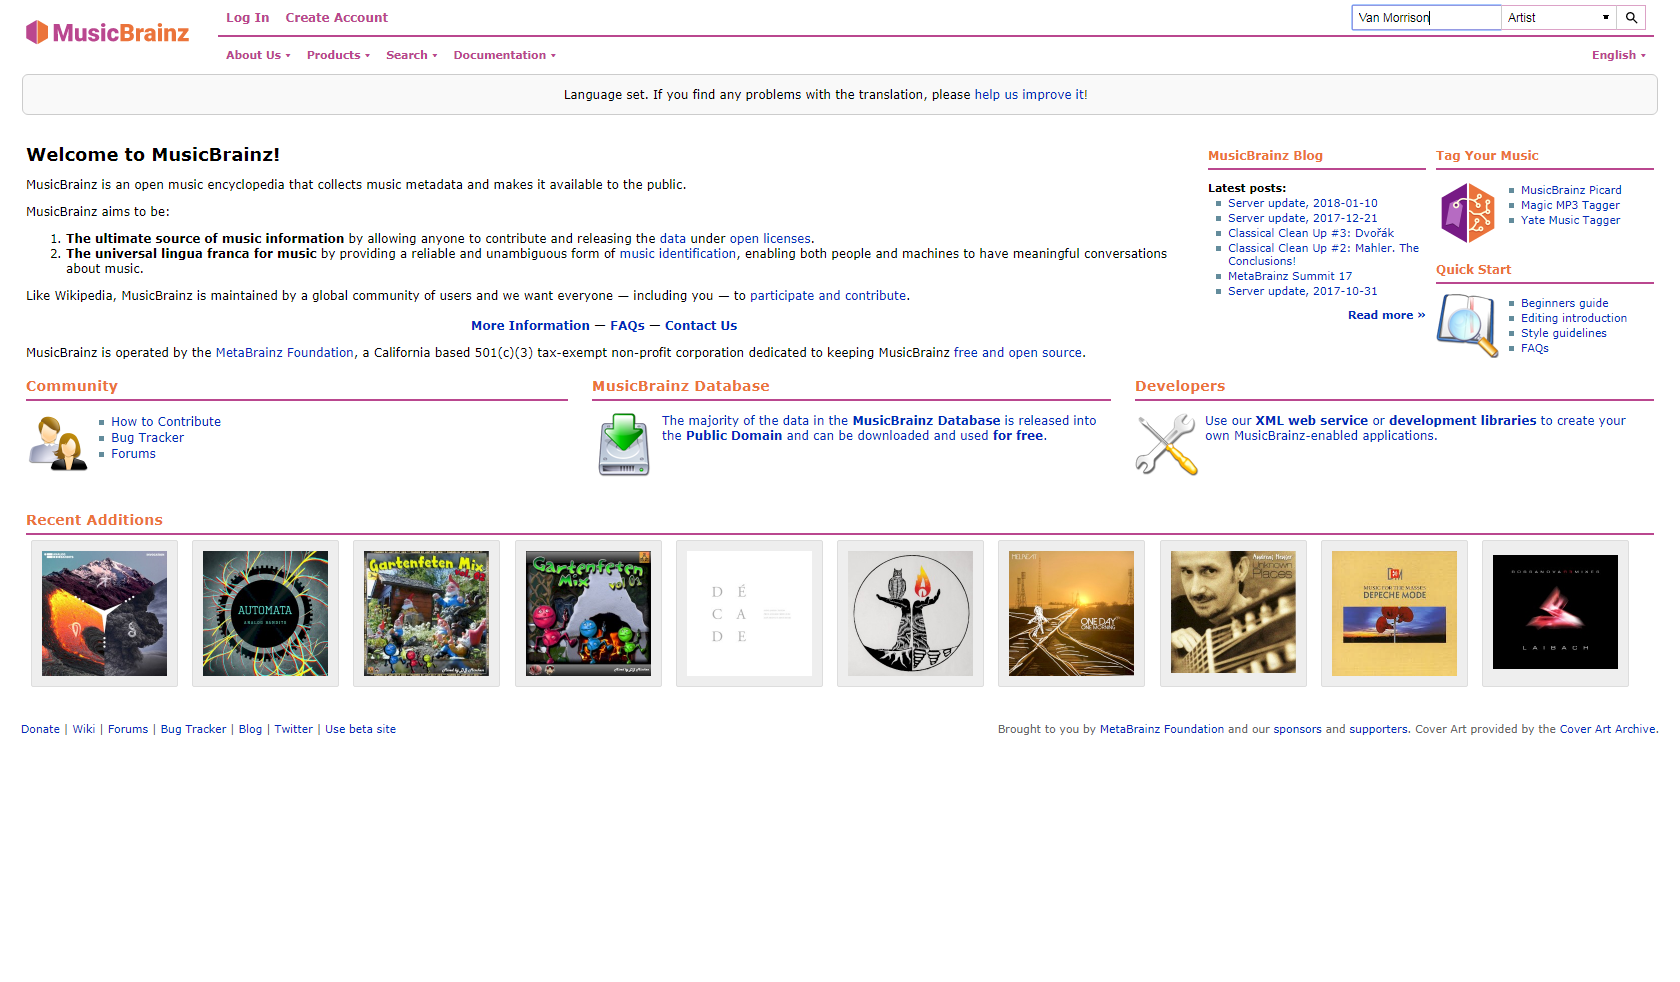 MusicBrainz
Log In Create Account
Van Morrison
Artist
About Us Products Search Documentation
English
Language set. If you find any problems with the translation, please help us improve it!
Welcome to MusicBrainz!
MusicBrainz is an open music encyclopedia that collects music metadata and makes it available to the public.
MusicBrainz aims to be:
1. The ultimate source of music information by allowing anyone to contribute and releasing the data under open licenses.
2. The universal lingua franca for music by providing a reliable and unambiguous form of music identification, enabling both people and machines to have meaningful conversations
about music.
Like Wikipedia, MusicBrainz is maintained by a global community of users and we want everyone — including you — to participate and contribute.
More Information — FAQs — Contact Us
MusicBrainz is operated by the MetaBrainz Foundation, a California based 501(c)(3) tax-exempt non-profit corporation dedicated to keeping MusicBrainz free and open source.
MusicBrainz Blog
Latest posts:
Server update, 2018-01-10
Server update, 2017-12-21
Classical Clean Up #3: Dvořák
Classical Clean Up #2: Mahler. The
Conclusions!
MetaBrainz Summit 17
Server update, 2017-10-31
Read more »
Tag Your Music
MusicBrainz Picard
Magic MP3 Tagger
Yate Music Tagger
Quick Start
Beginners guide
Editing introduction
Style guidelines
FAQs
Community
How to Contribute
Bug Tracker
Forums
MusicBrainz Database
The majority of the data in the MusicBrainz Database is released into
the Public Domain and can be downloaded and used for free.
Developers
Use our XML web service or development libraries to create your
own MusicBrainz-enabled applications.
Recent Additions
AUTOMATA
ANALOG BANDITS
Gartenfeten Mix
Gartenfeten
Mix vol 01
D É
C A
D E
ONE DAY
ONE MORNING
Andreas Heuser
Unknown
Places
MUSIC FOR THE MASSES
DEPECHE MODE
LAIBACH
Donate | Wiki | Forums | Bug Tracker | Blog | Twitter | Use beta site
Brought to you by MetaBrainz Foundation and our sponsors and supporters. Cover Art provided by the Cover Art Archive.